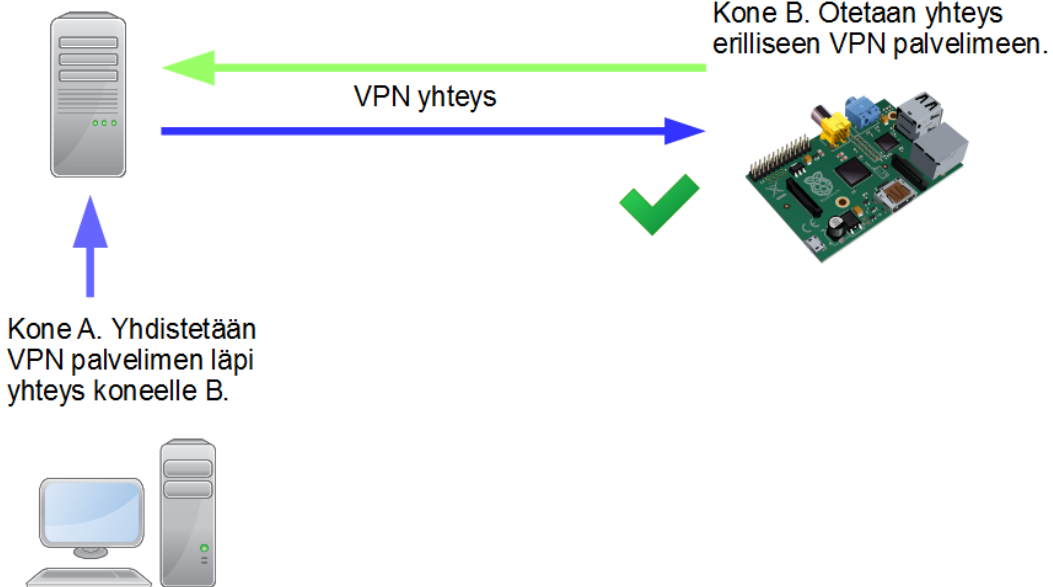 Kone B. Otetaan yhteys
erilliseen VPN palvelimeen.
VPN yhteys
Kone A. Yhdistetään
VPN palvelimen läpi
yhteys koneelle B.